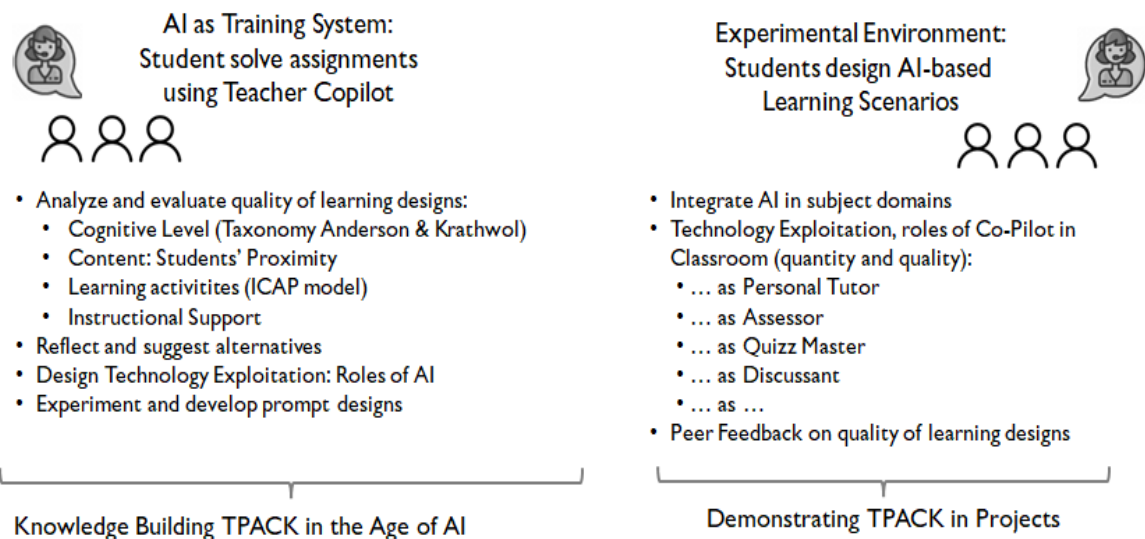 AI as Training System:
Student solve assignments
using Teacher Copilot
• Analyze and evaluate quality of learning designs:
• Cognitive Level (Taxonomy Anderson & Krathwol)
• Content: Students' Proximity
• Learning activitites (ICAP model)
• Instructional Support
• Reflect and suggest alternatives
• Design Technology Exploitation: Roles of AI
• Experiment and develop prompt designs
Knowledge Building TPACK in the Age of AI
Experimental Environment:
Students design AI-based
Learning Scenarios
• Integrate AI in subject domains
• Technology Exploitation, roles of Co-Pilot in
Classroom (quantity and quality):
• … as Personal Tutor
• … as Assessor
• … as Quizz Master
• … as Discussant
• … as …
• Peer Feedback on quality of learning designs
Demonstrating TPACK in Projects